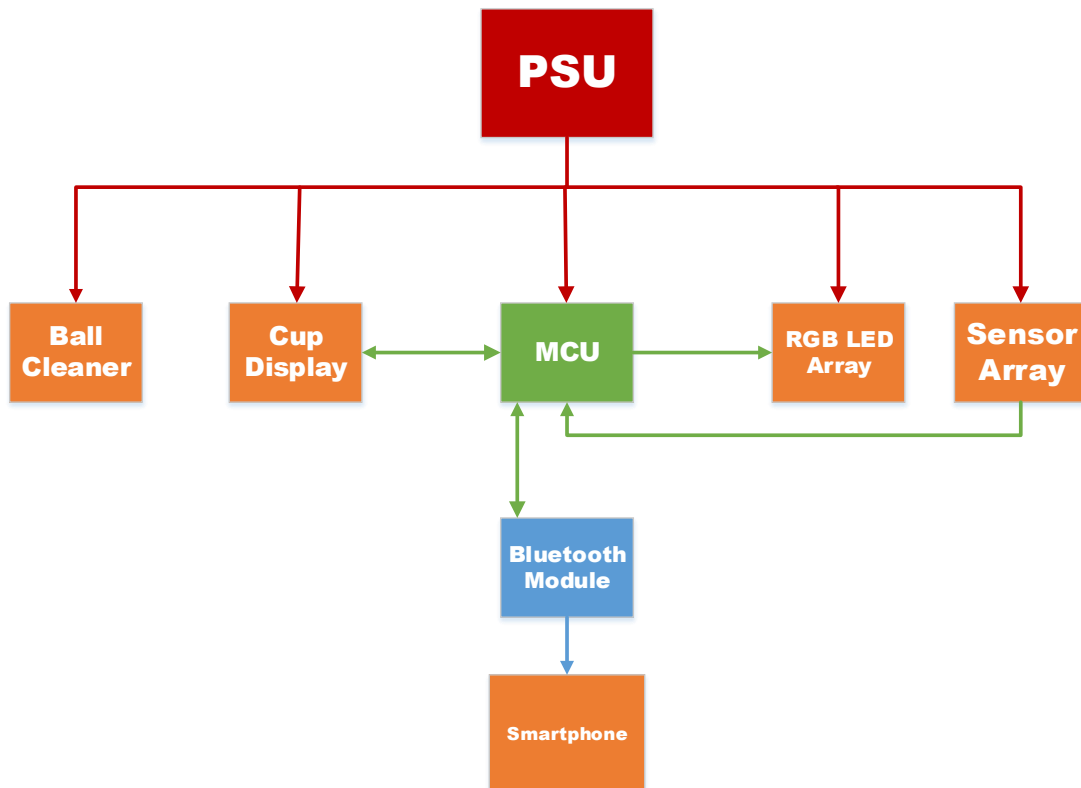 PSU
Ball
Cleaner
Cup
Display
MCU
RGB LED
Array
Sensor
Array
Bluetooth
Module
Smartphone